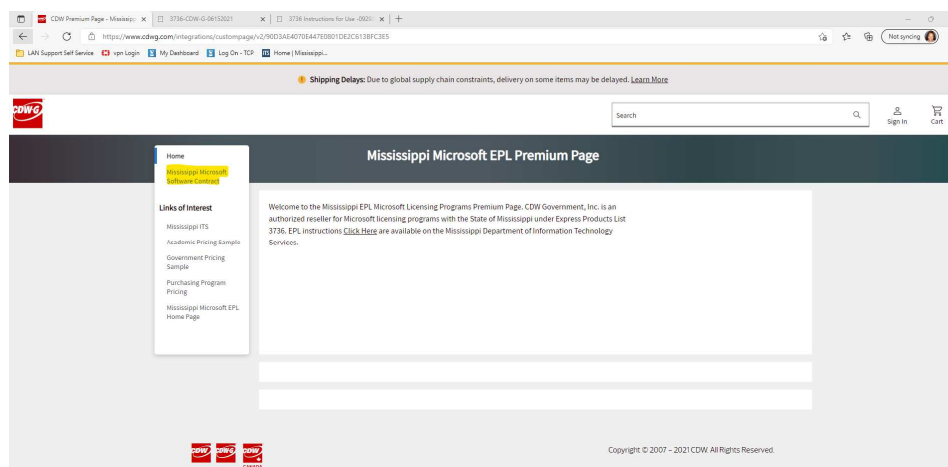 CDW Premium Page - Mississip
3736-CDW-G-06152021
3736 Instructions for Use -0925
https://www.cdwg.com/integrations/custompage/v2/90D3AE4070E447E0801DE2C613BFC3E5
Not syncing
LAN Support Self Service
vpn Login
My Dashboard
Log On - TCP
ITS
Home | Mississippi...
Shipping Delays: Due to global supply chain constraints, delivery on some items may be delayed. Learn More
CDW·G
Search
Sign In
Cart
Mississippi Microsoft EPL Premium Page
Home
Mississippi Microsoft
Software Contract
Links of Interest
Mississippi ITS
Academic Pricing Sample
Government Pricing
Sample
Purchasing Program
Pricing
Mississippi Microsoft EPL
Home Page
Welcome to the Mississippi EPL Microsoft Licensing Programs Premium Page. CDW Government, Inc. is an
authorized reseller for Microsoft licensing programs with the State of Mississippi under Express Products List
3736. EPL instructions Click Here are available on the Mississippi Department of Information Technology
Services.
CDW
CDW·G
CDW
CANADA
Copyright © 2007 – 2021 CDW. All Rights Reserved.